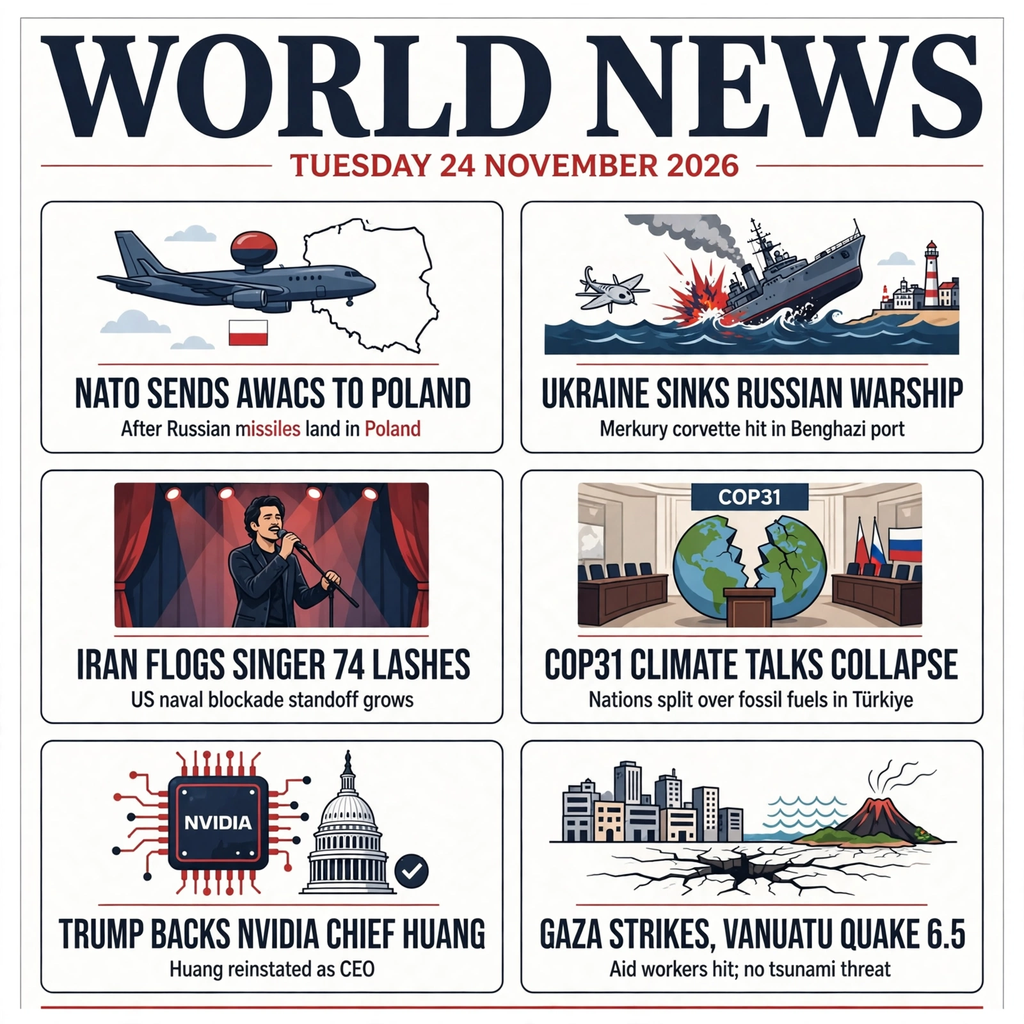 WORLD NEWS
TUESDAY 24 NOVEMBER 2026
NATO SENDS AWACS TO POLAND
After Russian missiles land in Poland
UKRAINE SINKS RUSSIAN WARSHIP
Merkury corvette hit in Benghazi port
IRAN FLOGS SINGER 74 LASHES
US naval blockade standoff grows
COP31
COP31 CLIMATE TALKS COLLAPSE
Nations split over fossil fuels in Türkiye
NVIDIA
TRUMP BACKS NVIDIA CHIEF HUANG
Huang reinstated as CEO
GAZA STRIKES, VANUATU QUAKE 6.5
Aid workers hit; no tsunami threat